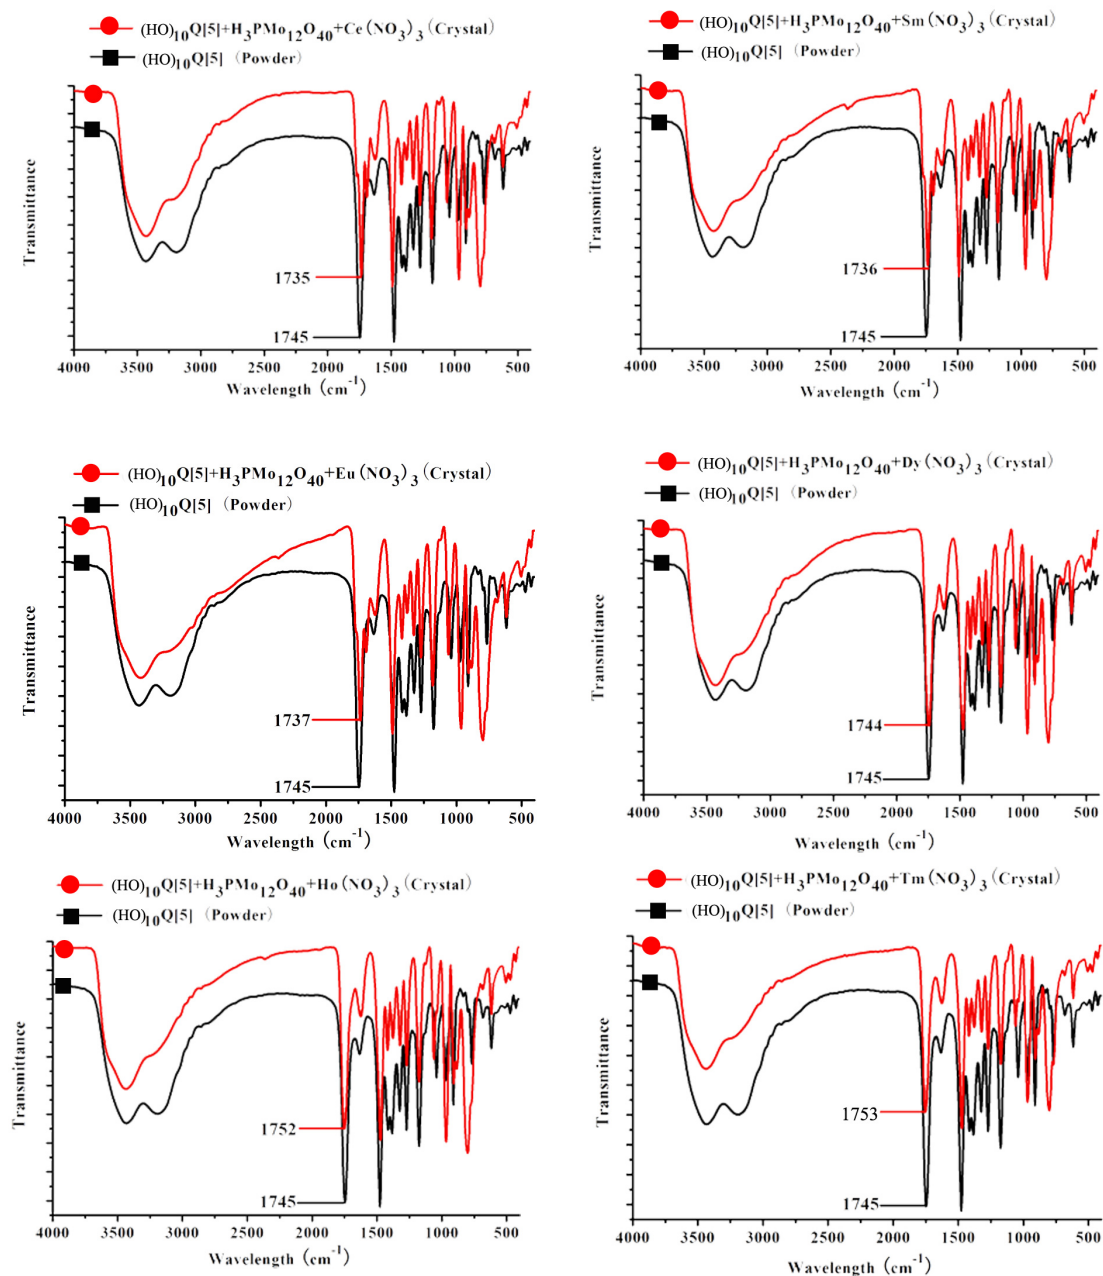 (HO)10Q[5]+H3PMo12O40+Ce(NO3)3(Crystal)
(HO)10Q[5] (Powder)
Transmittance
1735
1745
4000 3500 3000 2500 2000 1500 1000 500
Wavelength (cm-1)
(HO)10Q[5]+H3PMo12O40+Sm(NO3)3(Crystal)
(HO)10Q[5] (Powder)
Transmittance
1736
1745
4000 3500 3000 2500 2000 1500 1000 500
Wavelength (cm-1)
(HO)10Q[5]+H3PMo12O40+Eu(NO3)3(Crystal)
(HO)10Q[5] (Powder)
Transmittance
1737
1745
4000 3500 3000 2500 2000 1500 1000 500
Wavelength (cm-1)
(HO)10Q[5]+H3PMo12O40+Dy(NO3)3(Crystal)
(HO)10Q[5] (Powder)
Transmittance
1744
1745
4000 3500 3000 2500 2000 1500 1000 500
Wavelength (cm-1)
(HO)10Q[5]+H3PMo12O40+Ho(NO3)3(Crystal)
(HO)10Q[5] (Powder)
Transmittance
1752
1745
4000 3500 3000 2500 2000 1500 1000 500
Wavelength (cm-1)
(HO)10Q[5]+H3PMo12O40+Tm(NO3)3(Crystal)
(HO)10Q[5] (Powder)
Transmittance
1753
1745
4000 3500 3000 2500 2000 1500 1000 500
Wavelength (cm-1)